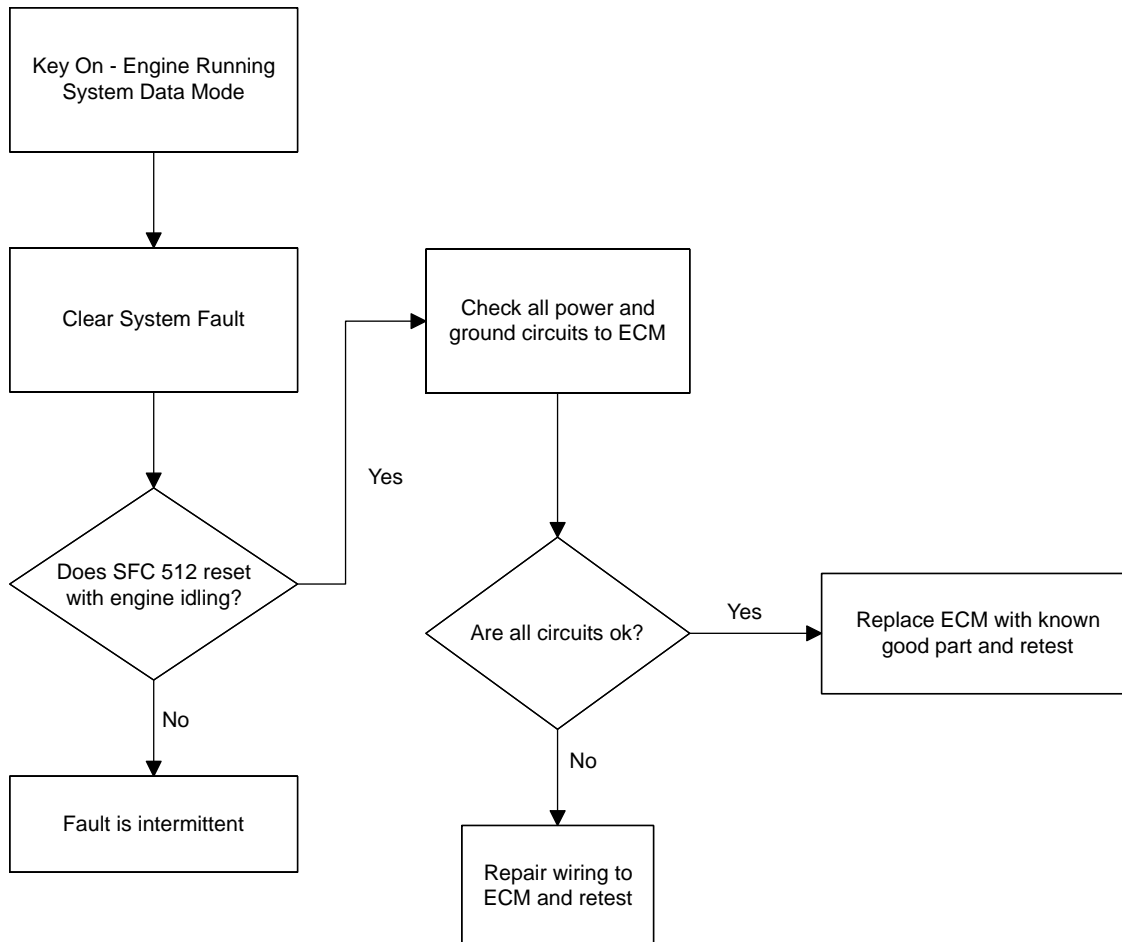 Key On - Engine Running
System Data Mode
Clear System Fault
Does SFC 512 reset
with engine idling?
Yes
No
Fault is intermittent
Check all power and
ground circuits to ECM
Are all circuits ok?
Yes
No
Replace ECM with known
good part and retest
Repair wiring to
ECM and retest